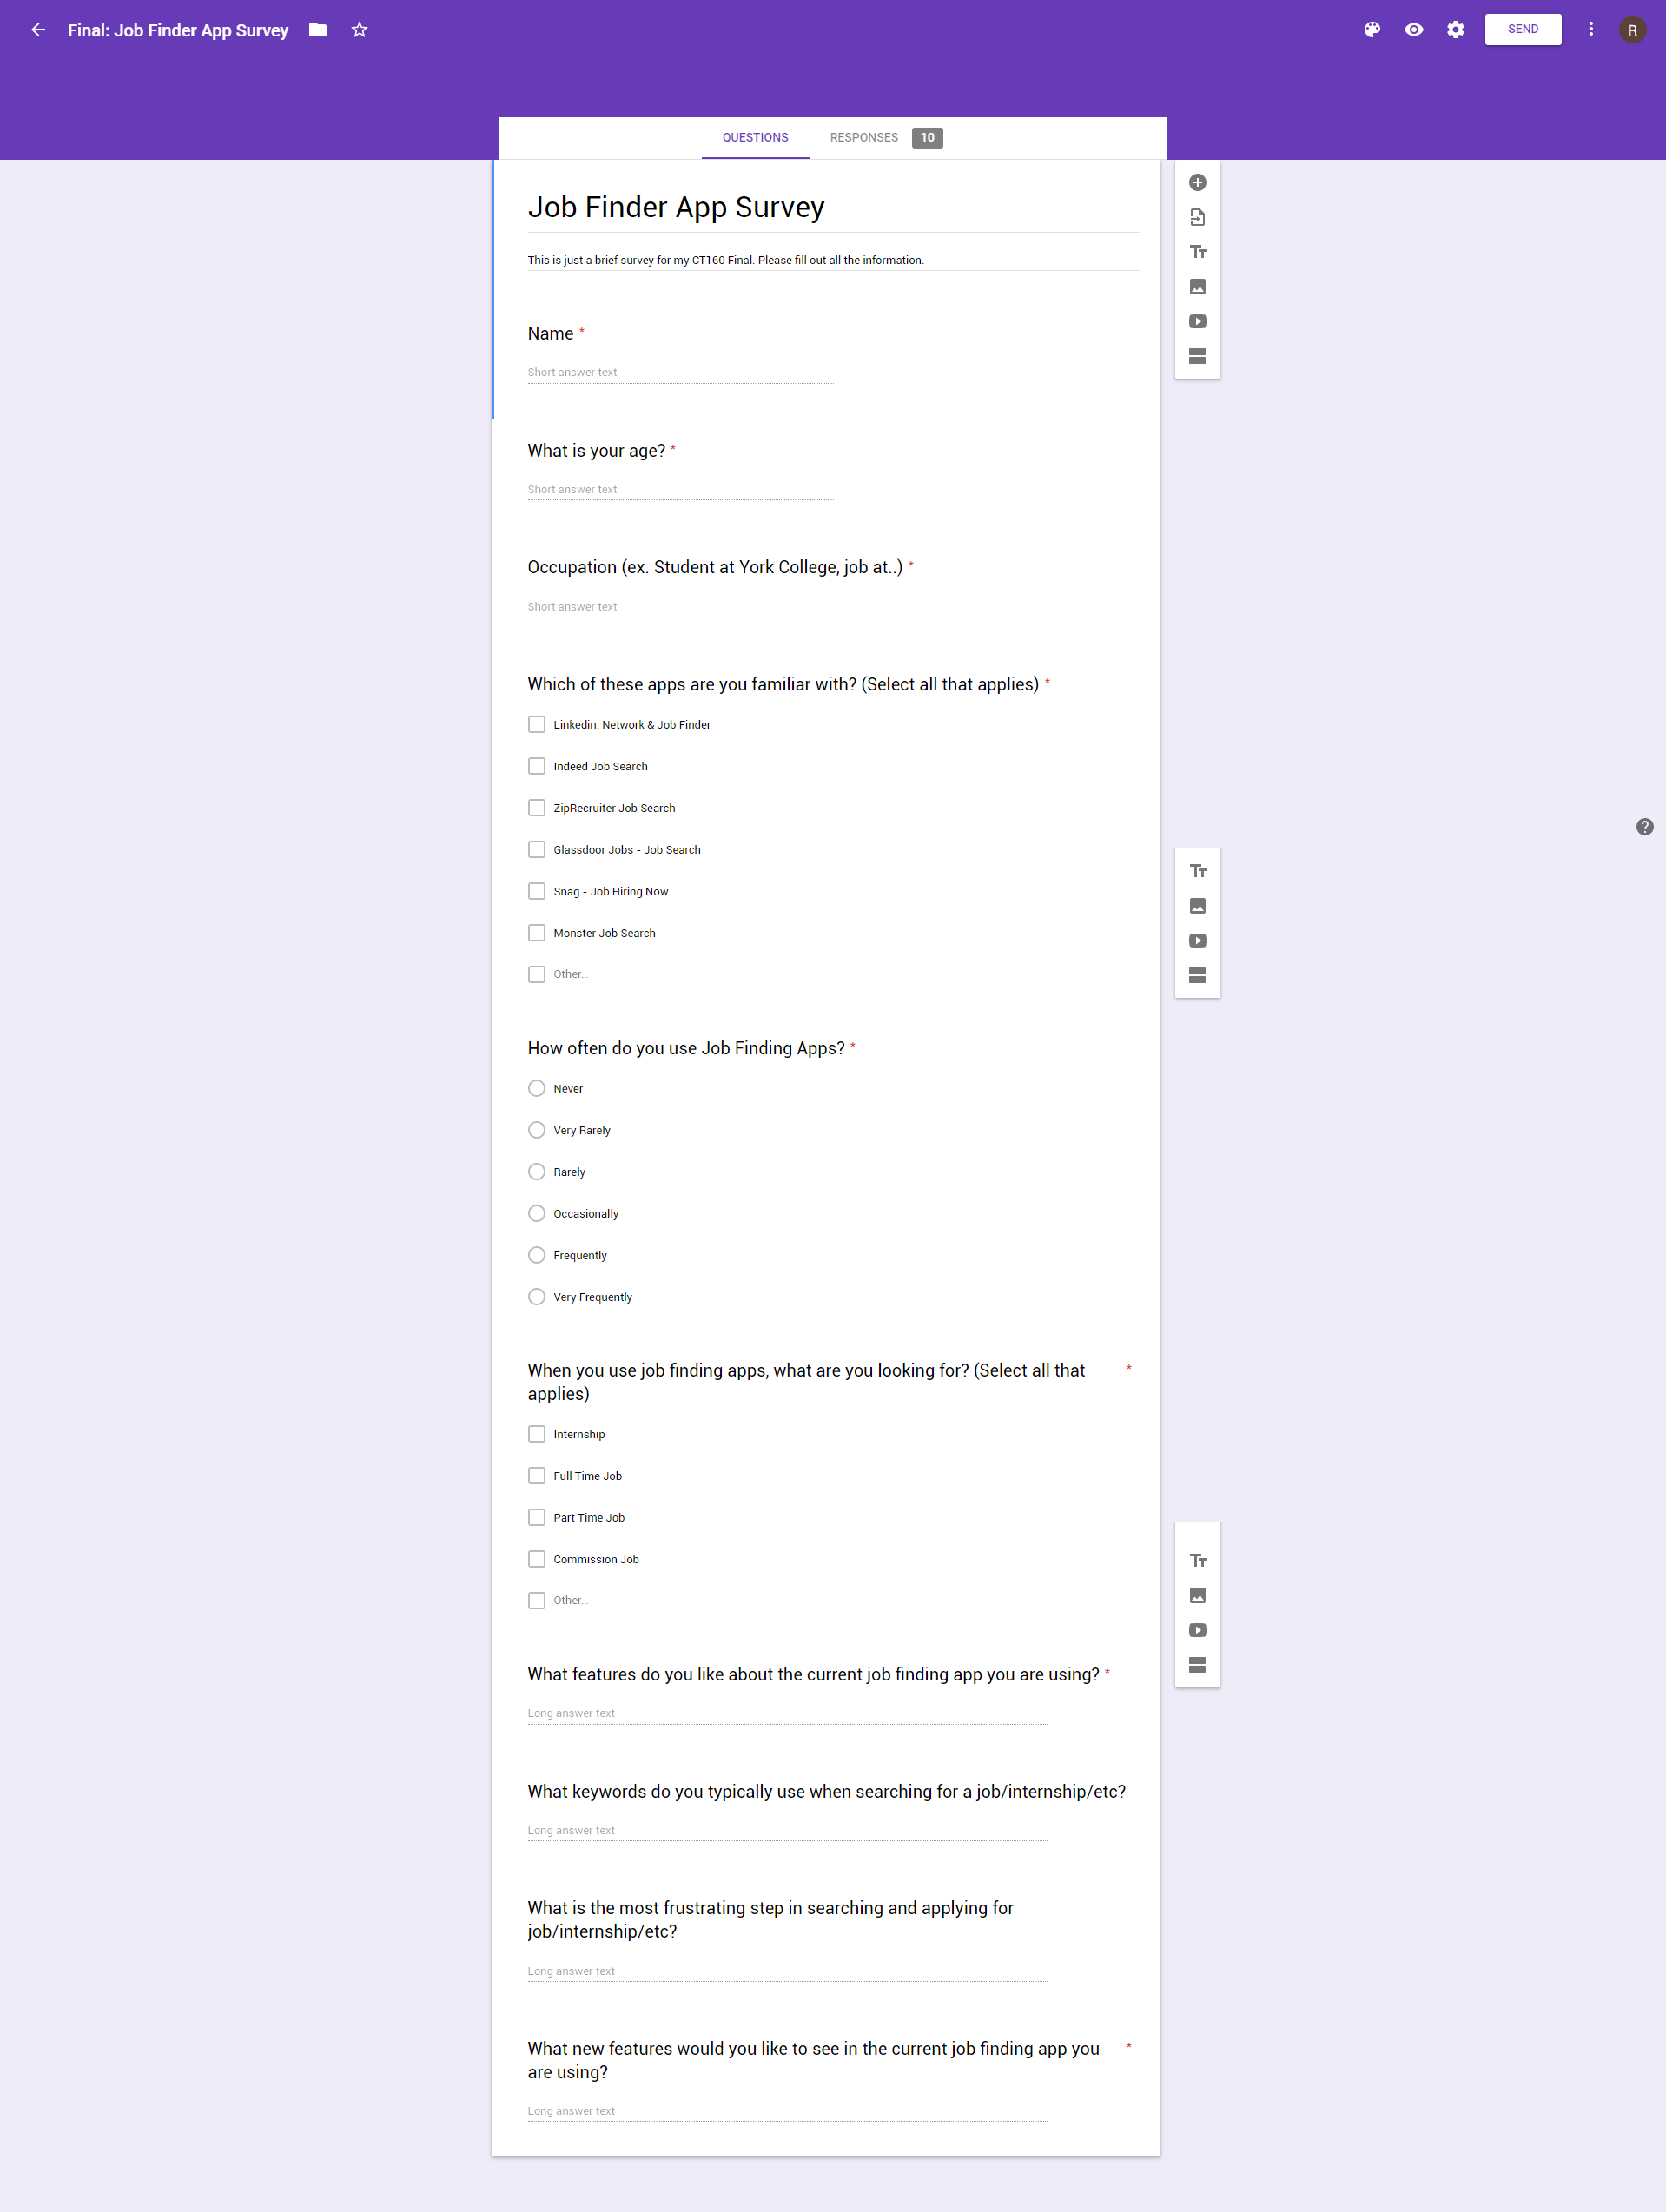 Final: Job Finder App Survey
SEND
R
QUESTIONS
RESPONSES 10
Job Finder App Survey
This is just a brief survey for my CT160 Final. Please fill out all the information.
Name *
Short answer text
What is your age? *
Short answer text
Occupation (ex. Student at York College, job at..) *
Short answer text
Which of these apps are you familiar with? (Select all that applies) *
Linkedin: Network & Job Finder
Indeed Job Search
ZipRecruiter Job Search
Glassdoor Jobs - Job Search
Snag - Job Hiring Now
Monster Job Search
Other...
How often do you use Job Finding Apps? *
Never
Very Rarely
Rarely
Occasionally
Frequently
Very Frequently
When you use job finding apps, what are you looking for? (Select all that *
applies)
Internship
Full Time Job
Part Time Job
Commission Job
Other...
What features do you like about the current job finding app you are using? *
Long answer text
What keywords do you typically use when searching for a job/internship/etc?
Long answer text
What is the most frustrating step in searching and applying for
job/internship/etc?
Long answer text
What new features would you like to see in the current job finding app you *
are using?
Long answer text